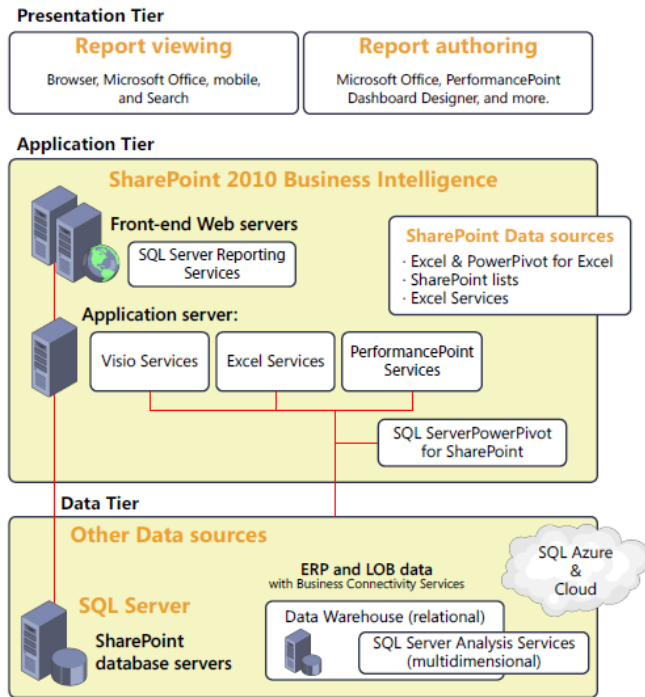 Presentation Tier
Report viewing
Browser, Microsoft Office, mobile,
and Search
Report authoring
Microsoft Office, PerformancePoint
Dashboard Designer, and more.
Application Tier
SharePoint 2010 Business Intelligence
Front-end Web servers
SQL Server Reporting
Services
SharePoint Data sources
· Excel & PowerPivot for Excel
· SharePoint lists
· Excel Services
Application server:
Visio Services
Excel Services
PerformancePoint
Services
SQL ServerPowerPivot
for SharePoint
Data Tier
Other Data sources
SQL Azure
&
Cloud
ERP and LOB data
with Business Connectivity Services
SQL Server
SharePoint
database servers
Data Warehouse (relational)
SQL Server Analysis Services
(multidimensional)